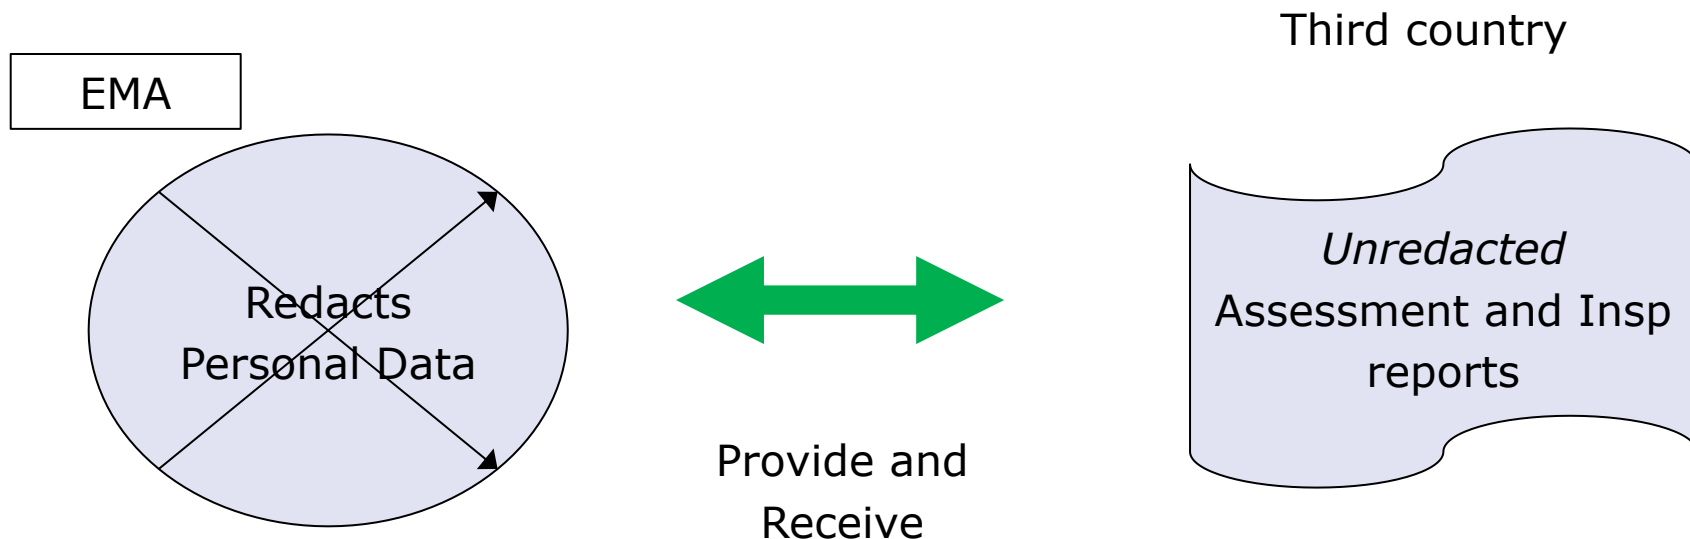 Third country
EMA
Redacts
Personal Data
Provide and
Receive
Unredacted
Assessment and Insp
reports